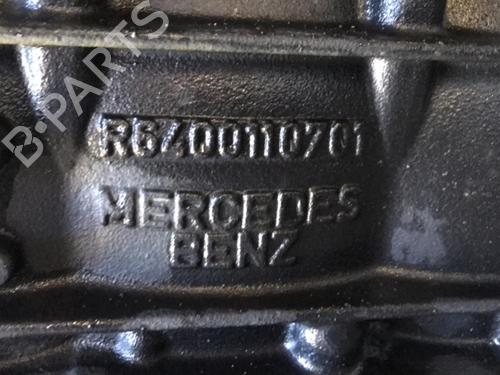 B-PARTS
R6400110701
MERCEDES
BENZ